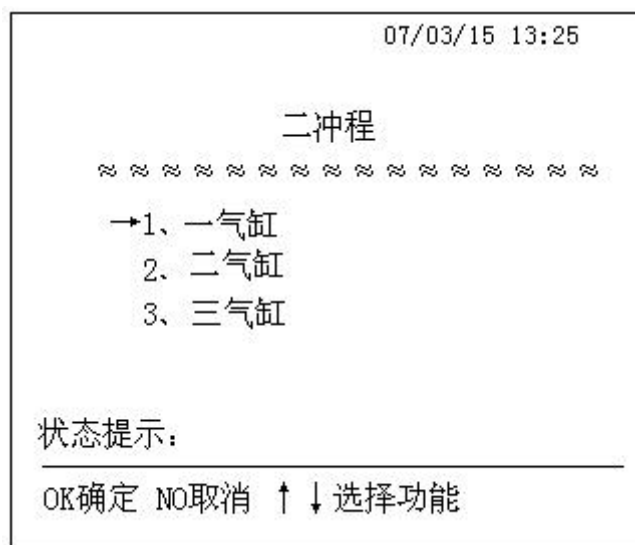 07/03/15 13:25
二冲程
≈ ≈ ≈ ≈ ≈ ≈ ≈ ≈ ≈ ≈ ≈ ≈ ≈ ≈ ≈ ≈
→1、一气缸
2、二气缸
3、三气缸
状态提示：
OK确定 NO取消 ↑↓选择功能